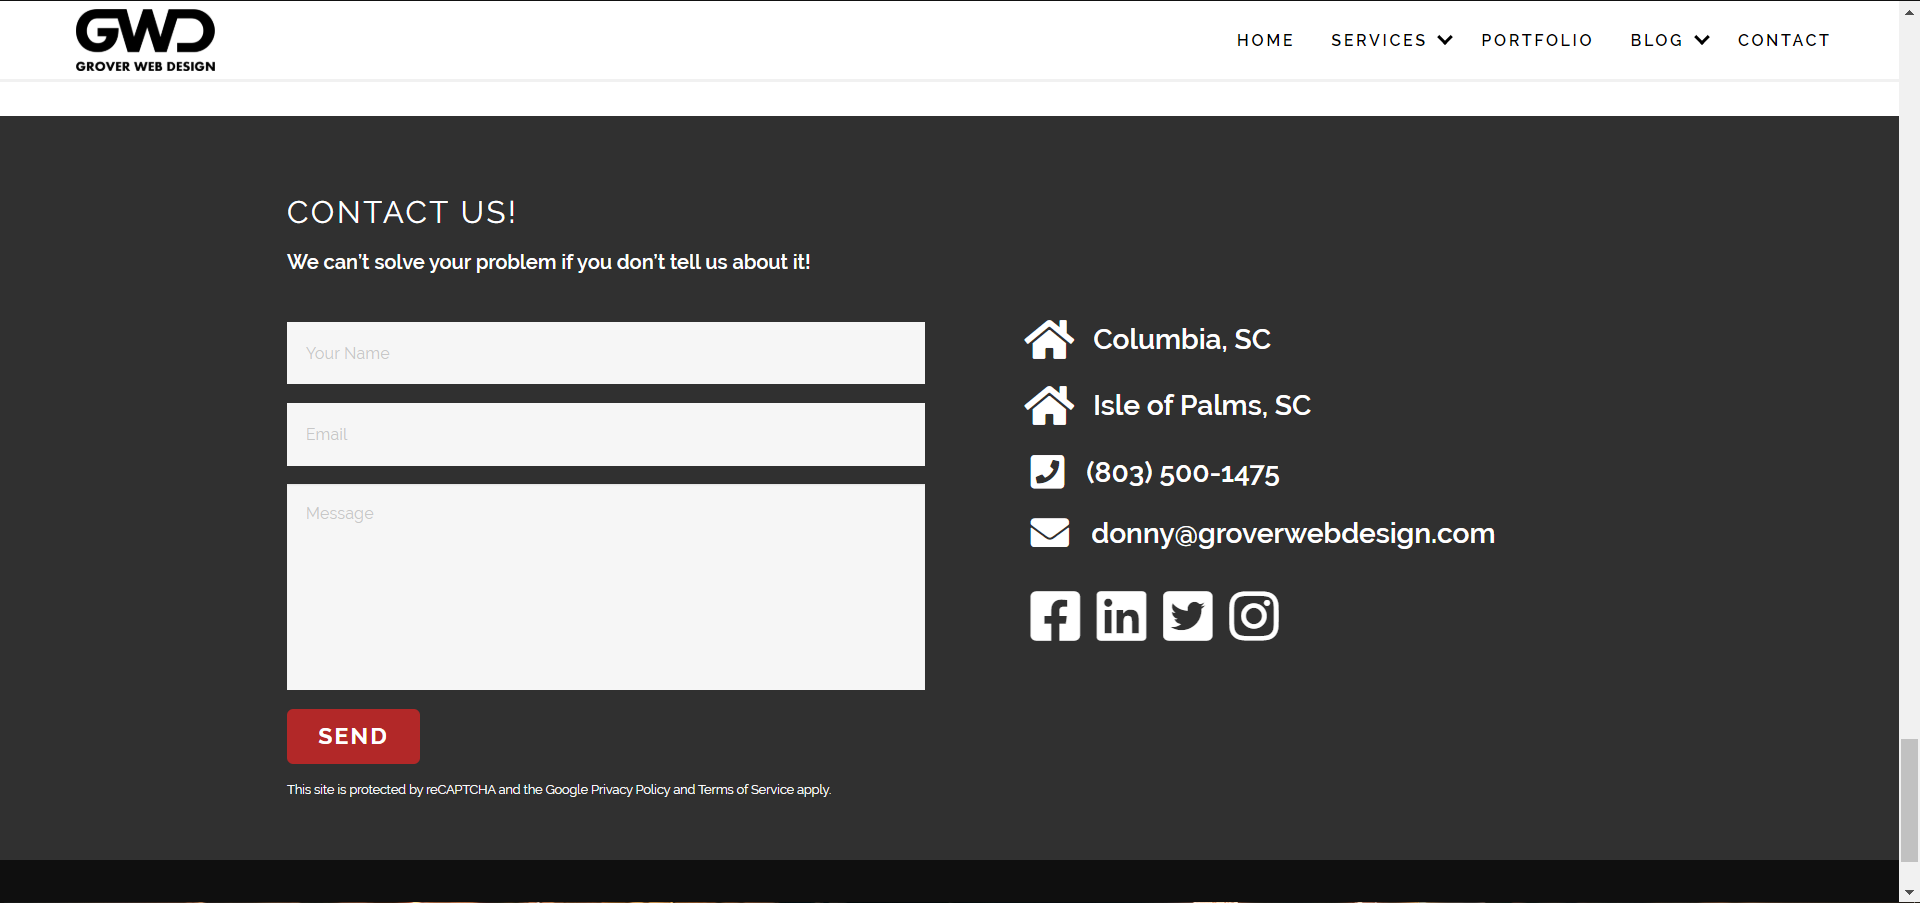 GWD
GROVER WEB DESIGN
HOME SERVICES PORTFOLIO BLOG CONTACT
CONTACT US!
We can’t solve your problem if you don’t tell us about it!
Your Name
Email
Message
SEND
This site is protected by reCAPTCHA and the Google Privacy Policy and Terms of Service apply.
Columbia, SC
Isle of Palms, SC
(803) 500-1475
donny@groverwebdesign.com